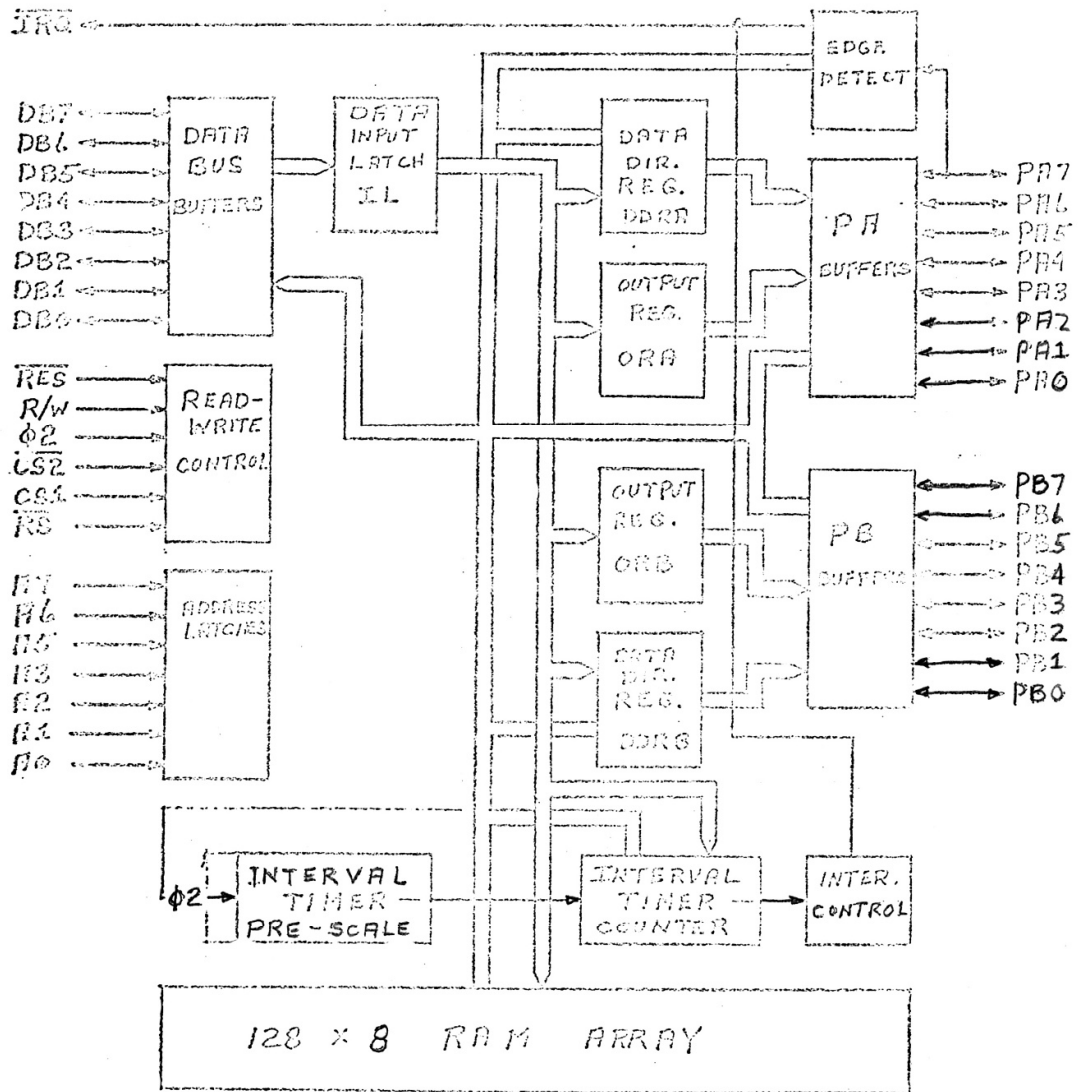 IRQ
EDGE
DETECT
DB7
DB6
DB5
DB4
DB3
DB2
DB1
DB0
DATA
BUS
BUFFERS
DATA
INPUT
LATCH
IL
DATA
DIR.
REG.
DDRA
OUTPUT
REG.
ORA
PA
BUFFERS
PA7
PA6
PA5
PA4
PA3
PA2
PA1
PA0
RES
R/W
ϕ2
CS2
CS1
RS
READ-
WRITE
CONTROL
OUTPUT
REG.
ORB
DATA
DIR.
REG.
DDRB
PB
BUFFERS
PB7
PB6
PB5
PB4
PB3
PB2
PB1
PB0
A6
A5
A3
A2
A1
A0
ADDRESS
LATCHES
ϕ2
INTERVAL
TIMER
PRE-SCALE
INTERVAL
TIMER
COUNTER
INTER.
CONTROL
128 X 8 RAM ARRAY